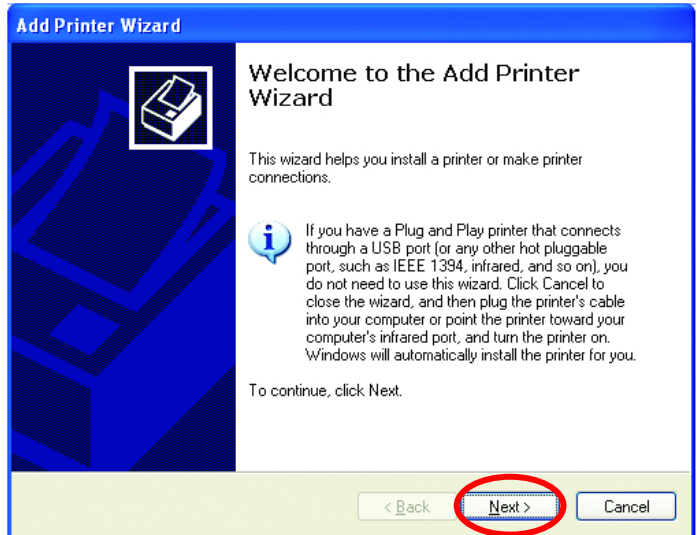 Add Printer Wizard
Welcome to the Add Printer
Wizard
This wizard helps you install a printer or make printer
connections.
If you have a Plug and Play printer that connects
through a USB port (or any other hot pluggable
port, such as IEEE 1394, infrared, and so on), you
do not need to use this wizard. Click Cancel to
close the wizard, and then plug the printer's cable
into your computer or point the printer toward your
computer's infrared port, and turn the printer on.
Windows will automatically install the printer for you.
To continue, click Next.
< Back Next > Cancel